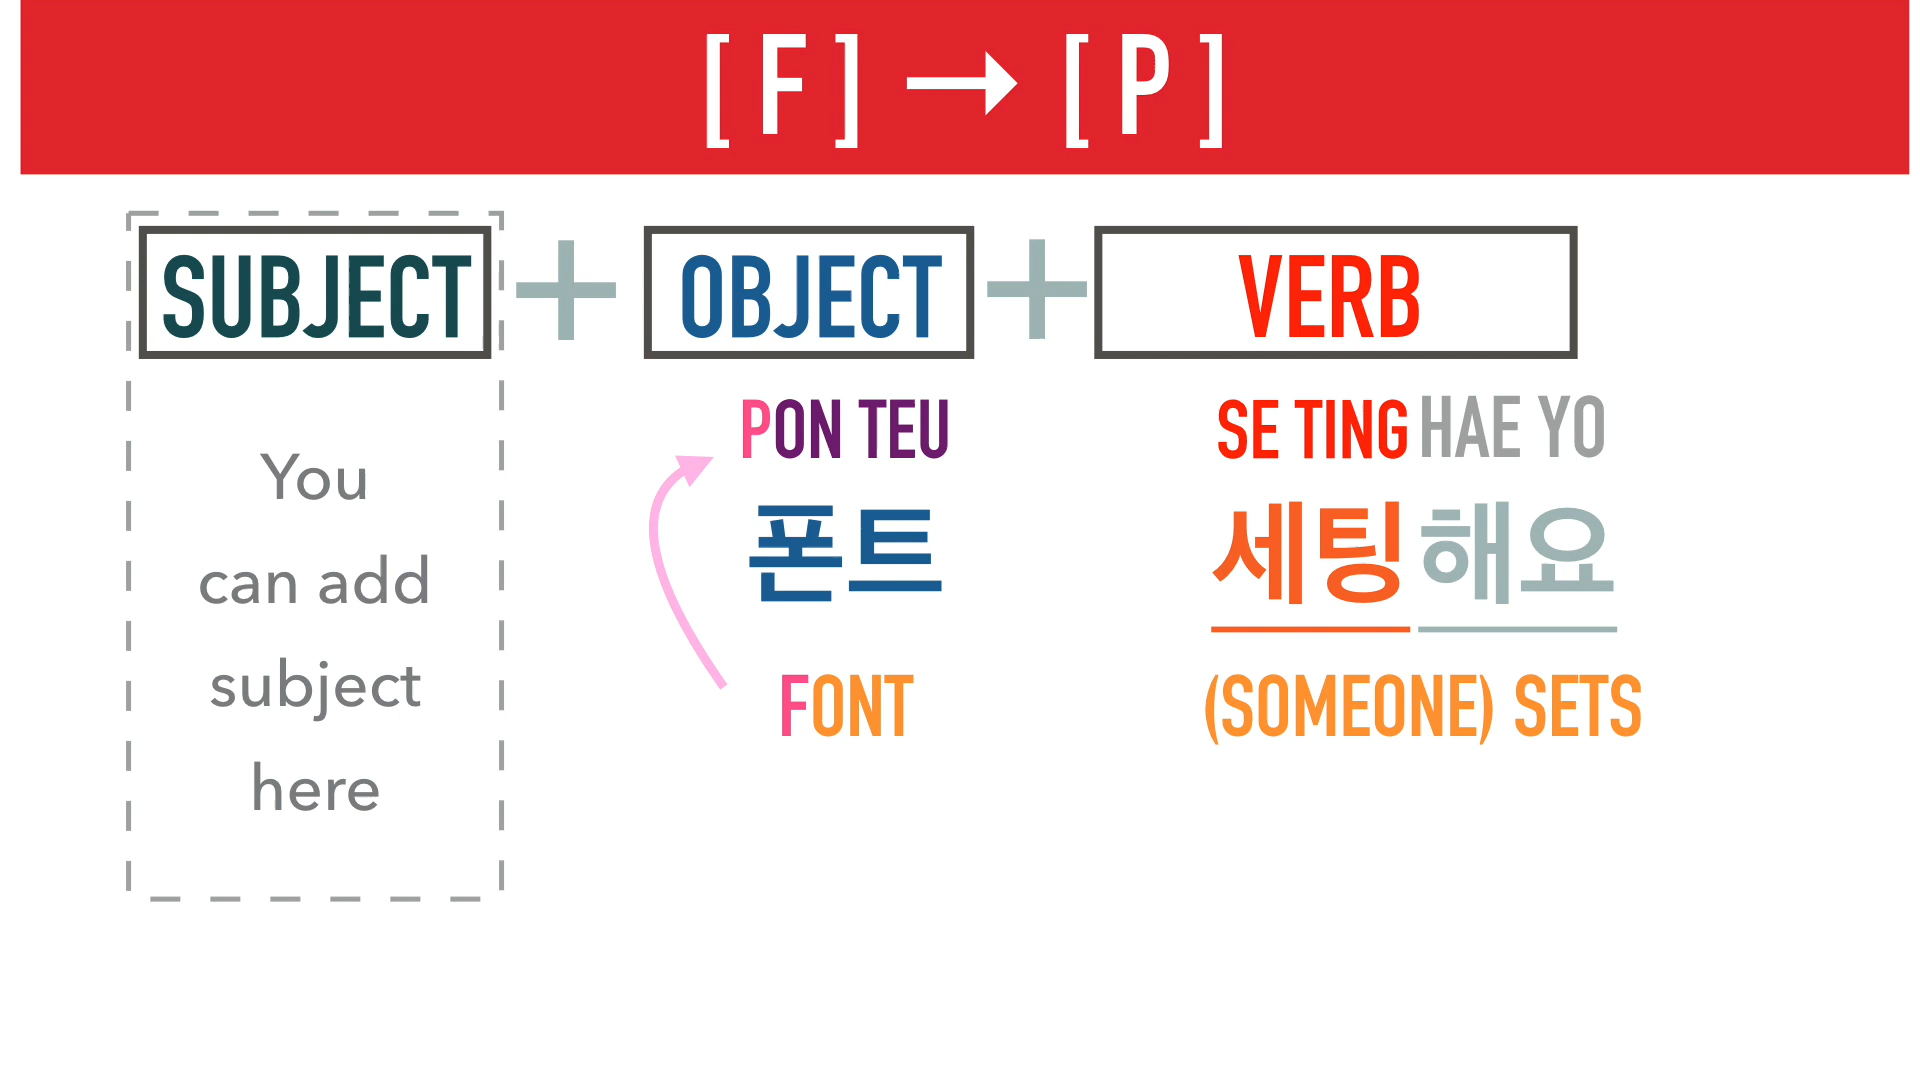 [ F ] → [ P ]
SUBJECT + OBJECT + VERB
You
can add
subject
here
PON TEU
폰트
FONT
SE TING HAE YO
세팅해요
(SOMEONE) SETS